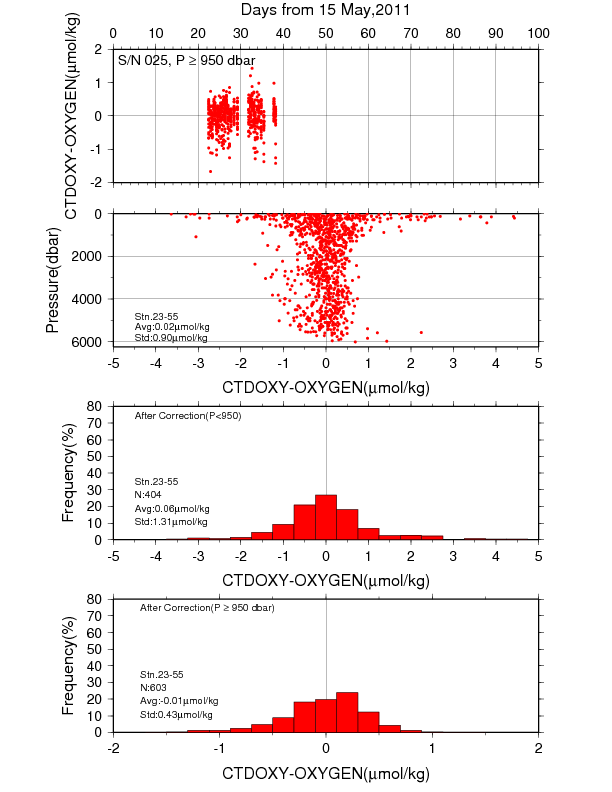 Days from 15 May,2011
0 10 20 30 40 50 60 70 80 90 100
CTDOXY-OXYGEN(μmol/kg)
2
1
0
-1
-2
S/N 025, P ≥ 950 dbar
Pressure(dbar)
0
2000
4000
6000
Stn.23-55
Avg:0.02μmol/kg
Std:0.90μmol/kg
-5 -4 -3 -2 -1 0 1 2 3 4 5
CTDOXY-OXYGEN(μmol/kg)
Frequency(%)
80
70
60
50
40
30
20
10
0
After Correction(P<950)
Stn.23-55
N:404
Avg:0.06μmol/kg
Std:1.31μmol/kg
-5 -4 -3 -2 -1 0 1 2 3 4 5
CTDOXY-OXYGEN(μmol/kg)
Frequency(%)
80
70
60
50
40
30
20
10
0
After Correction(P ≥ 950 dbar)
Stn.23-55
N:603
Avg:-0.01μmol/kg
Std:0.43μmol/kg
-2 -1 0 1 2
CTDOXY-OXYGEN(μmol/kg)